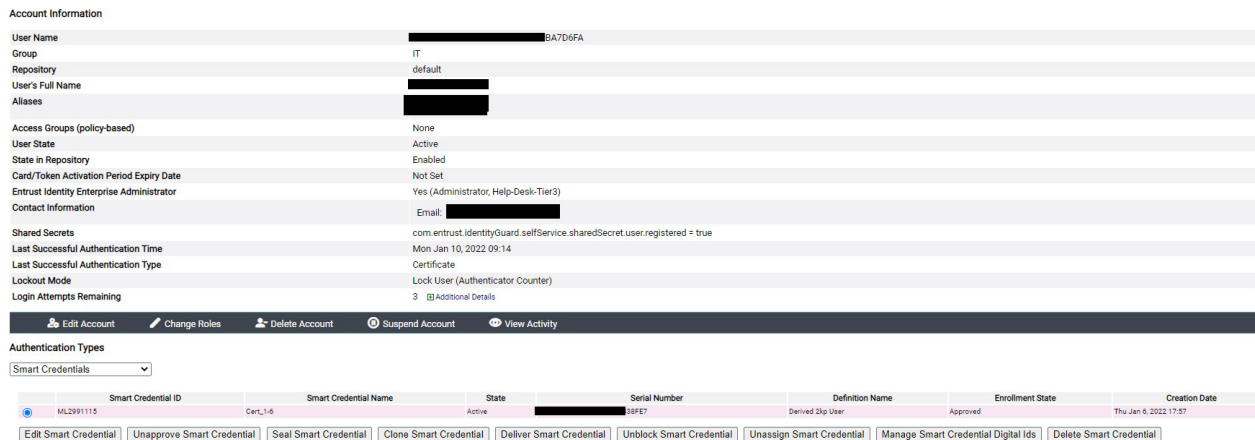 Account Information
User Name BA7D6FA
Group IT
Repository default
User's Full Name
Aliases
Access Groups (policy-based) None
User State Active
State in Repository Enabled
Card/Token Activation Period Expiry Date Not Set
Entrust Identity Enterprise Administrator Yes (Administrator, Help-Desk-Tier3)
Contact Information Email:
Shared Secrets com.entrust.identityGuard.selfService.sharedSecret.user.registered = true
Last Successful Authentication Time Mon Jan 10, 2022 09:14
Last Successful Authentication Type Certificate
Lockout Mode Lock User (Authenticator Counter)
Login Attempts Remaining 3 Additional Details
Edit Account Change Roles Delete Account Suspend Account View Activity
Authentication Types
Smart Credentials
Smart Credential ID Smart Credential Name State Serial Number Definition Name Enrollment State Creation Date
ML2991115 Cert_1-6 Active 38FE7 Derived 2kp User Approved Thu Jan 6, 2022 17:57
Edit Smart Credential Unapprove Smart Credential Seal Smart Credential Clone Smart Credential Deliver Smart Credential Unblock Smart Credential Unassign Smart Credential Manage Smart Credential Digital Ids Delete Smart Credential